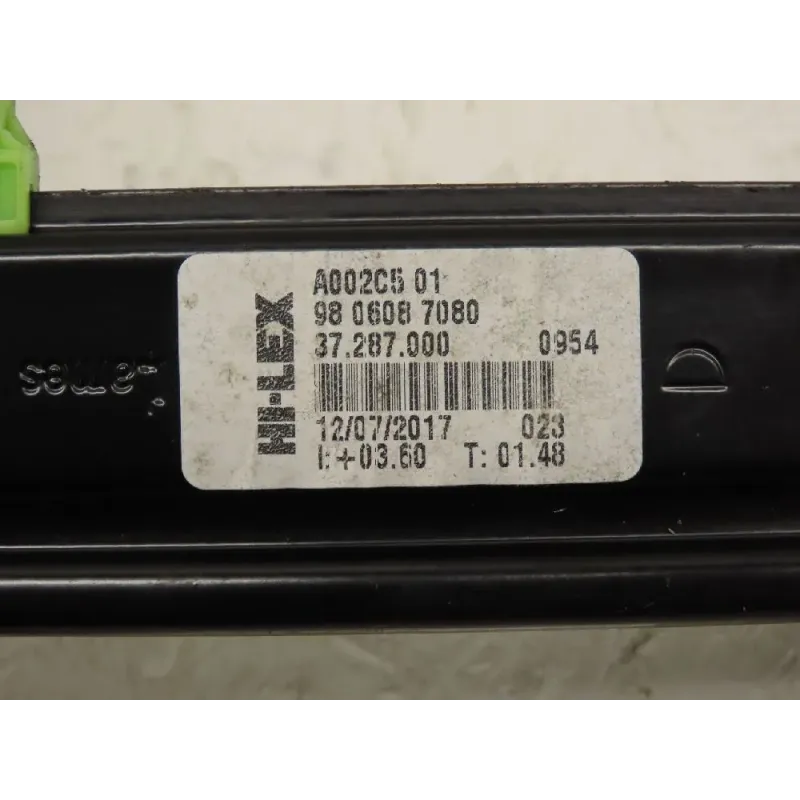 HI-LEX
A002C5 01
98 0608 7080
37.287.000 0954
12/07/2017 023
I:+03.60 T: 01.48
D